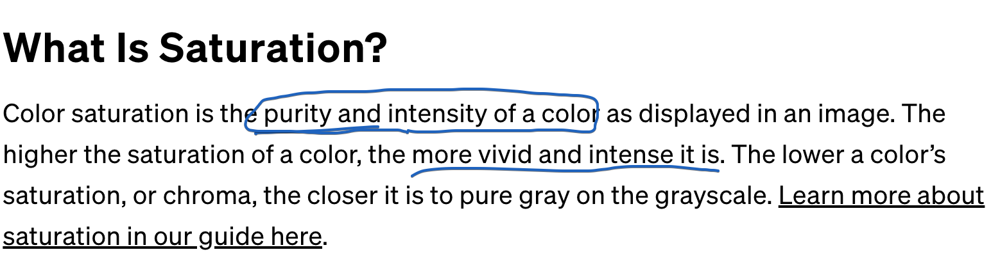 What Is Saturation?
Color saturation is the purity and intensity of a color as displayed in an image. The
higher the saturation of a color, the more vivid and intense it is. The lower a color’s
saturation, or chroma, the closer it is to pure gray on the grayscale. Learn more about
saturation in our guide here.